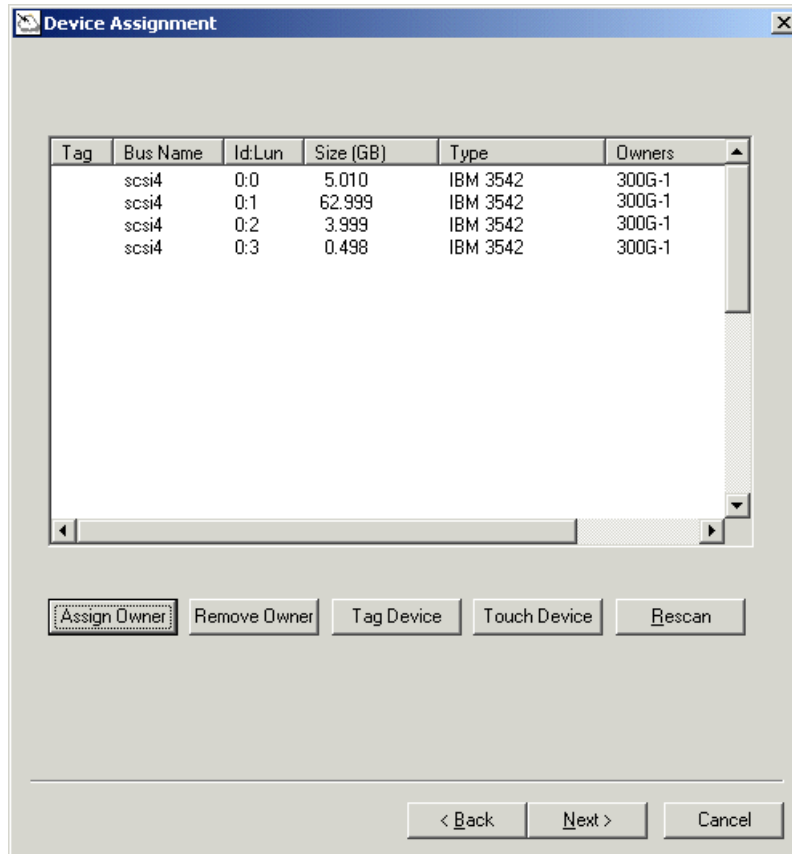 Device Assignment
Tag Bus Name Id:Lun Size (GB) Type Owners
scsi4 0:0 5.010 IBM 3542 300G-1
scsi4 0:1 62.999 IBM 3542 300G-1
scsi4 0:2 3.999 IBM 3542 300G-1
scsi4 0:3 0.498 IBM 3542 300G-1
Assign Owner Remove Owner Tag Device Touch Device Rescan
< Back Next > Cancel